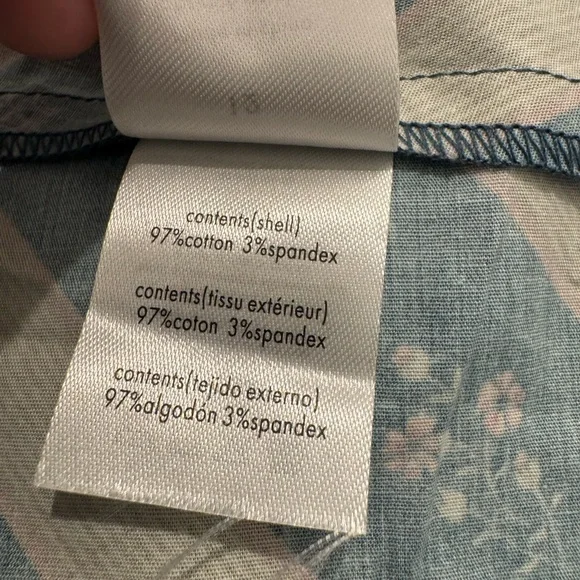 contents(shell)
97%cotton 3%spandex
contents(tissu extérieur)
97%coton 3%spandex
contents(tejido externo)
97%algodón 3%spandex